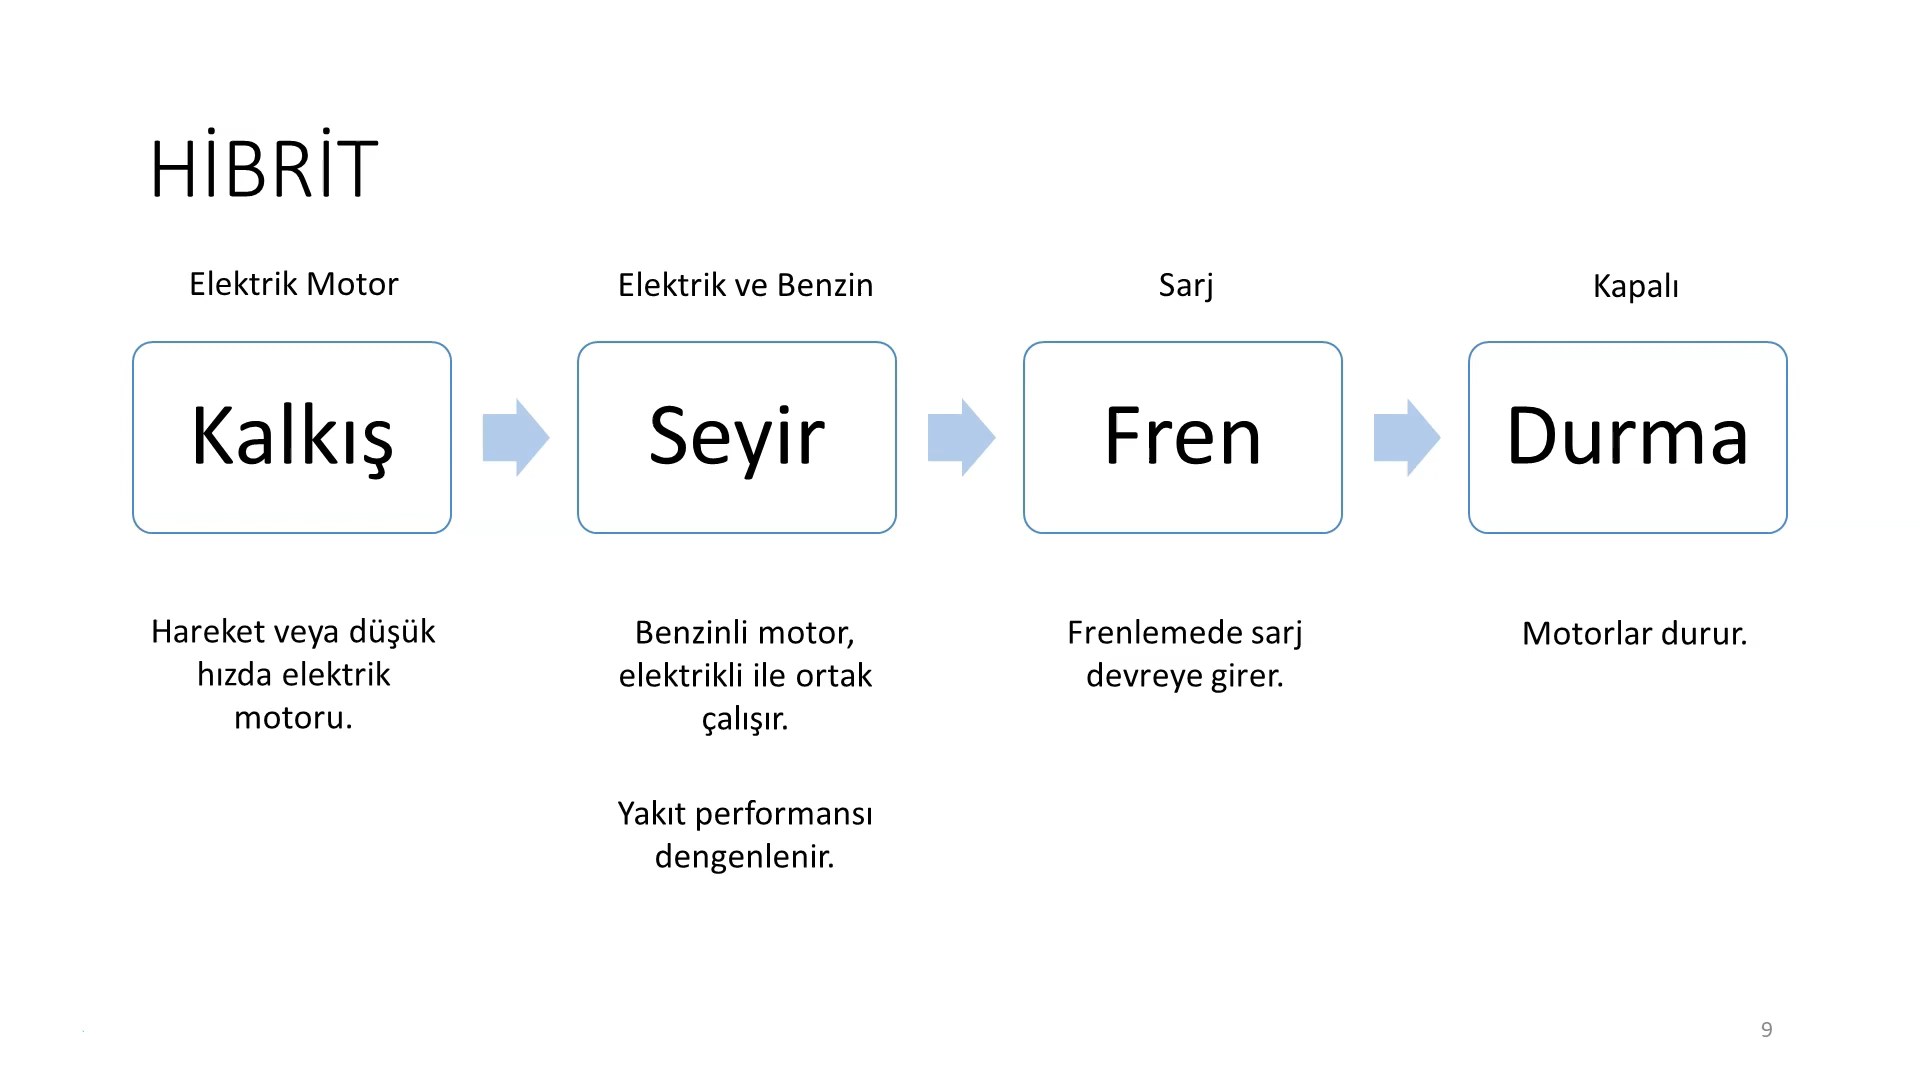 HİBRİT
Elektrik Motor
Elektrik ve Benzin
Sarj
Kapalı
Kalkış
Seyir
Fren
Durma
Hareket veya düşük
hızda elektrik
motoru.
Benzinli motor,
elektrikli ile ortak
çalışır.
Yakıt performansı
dengenlenir.
Frenlemede sarj
devreye girer.
Motorlar durur.
9